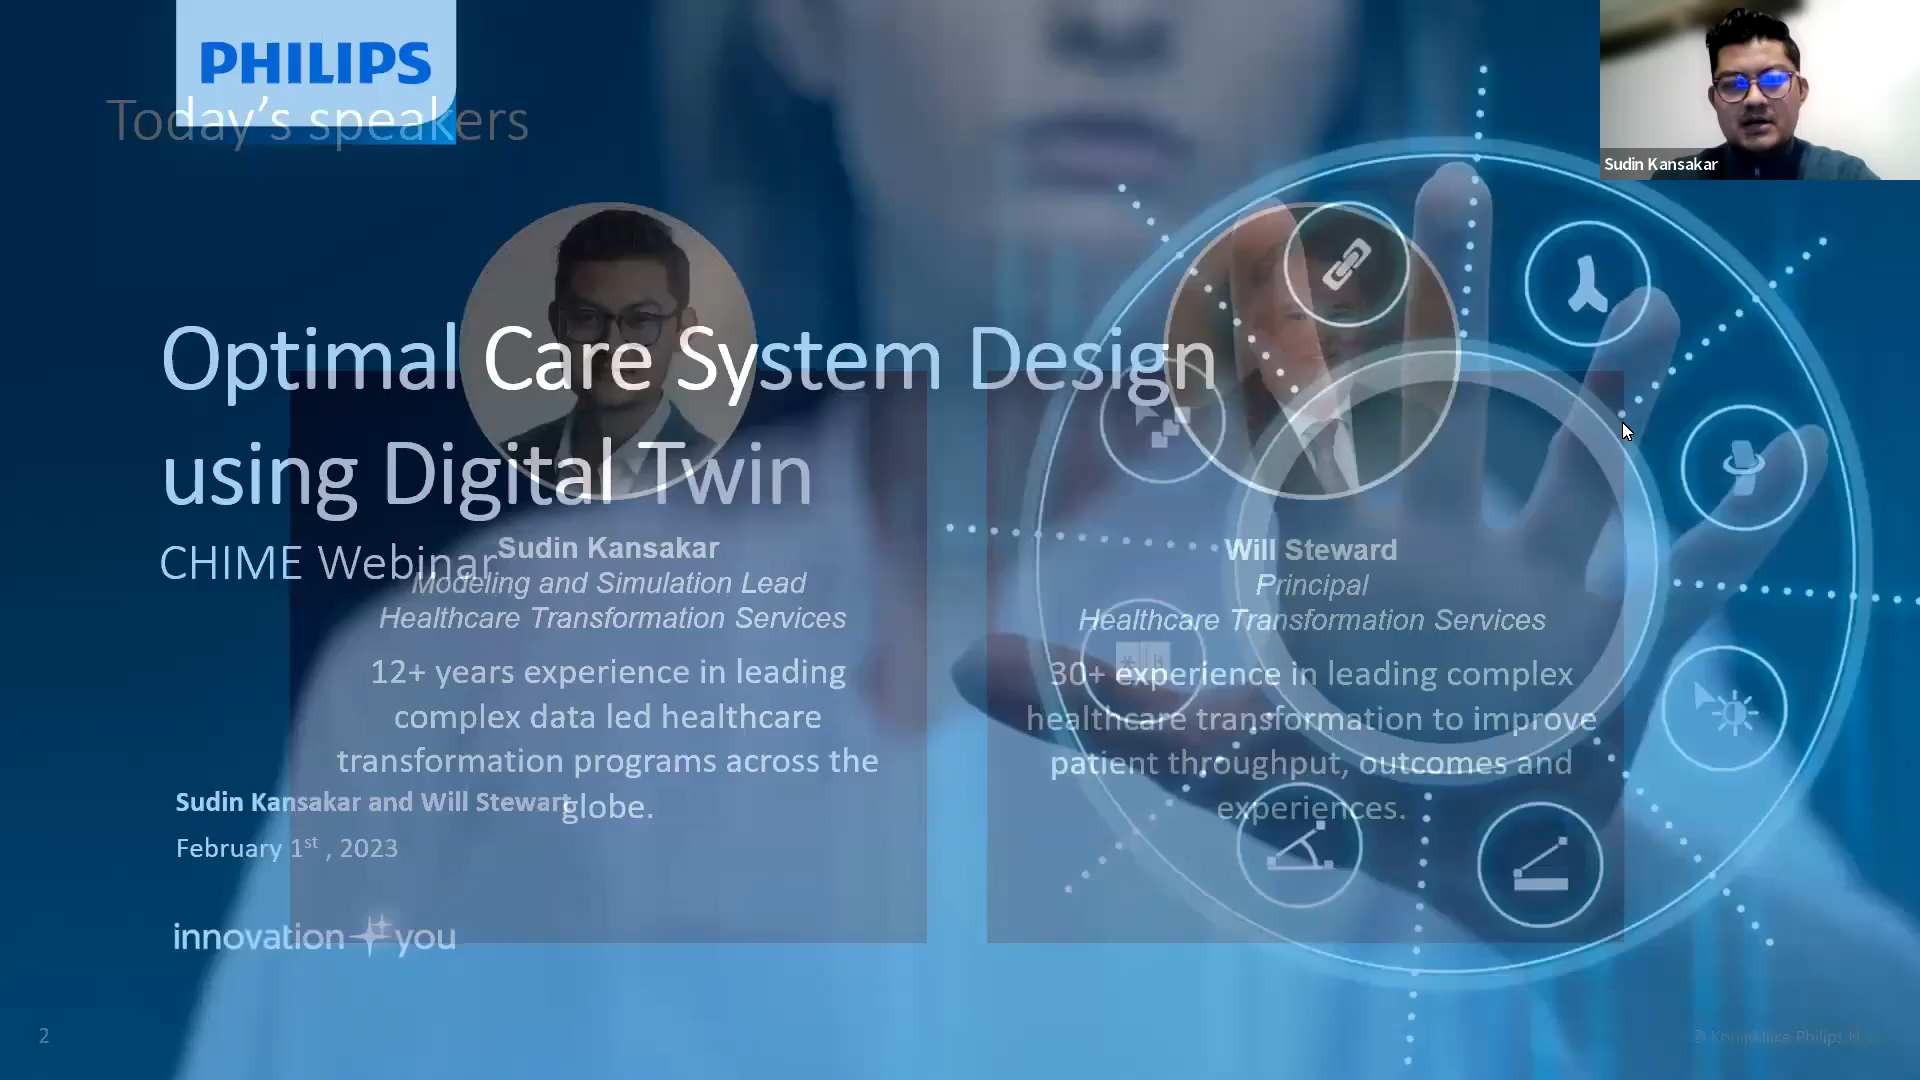 PHILIPS
Today's speakers
Sudin Kansakar
Optimal Care System Design
using Digital Twin
CHIME Webinar
Sudin Kansakar
Modeling and Simulation Lead
Healthcare Transformation Services
12+ years experience in leading
complex data led healthcare
transformation programs across the
globe.
Will Steward
Principal
Healthcare Transformation Services
30+ experience in leading complex
healthcare transformation to improve
patient throughput, outcomes and
experiences.
Sudin Kansakar and Will Stewart
February 1st , 2023
innovation you
2
© Koninklijke Philips N.V.